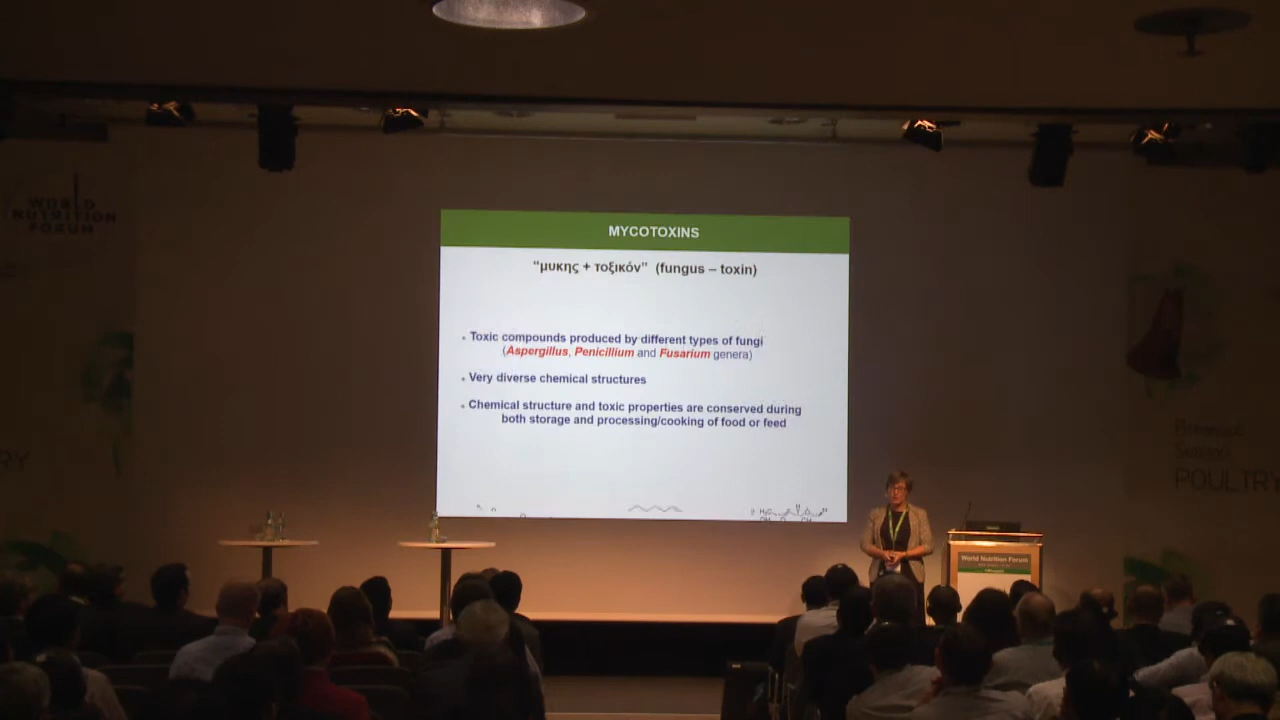 WORLD
NUTRITION
FORUM
MYCOTOXINS
“μυκης + τοξικόν” (fungus – toxin)
• Toxic compounds produced by different types of fungi
(Aspergillus, Penicillium and Fusarium genera)
• Very diverse chemical structures
• Chemical structure and toxic properties are conserved during
both storage and processing/cooking of food or feed
World Nutrition Forum
POULTRY
RY